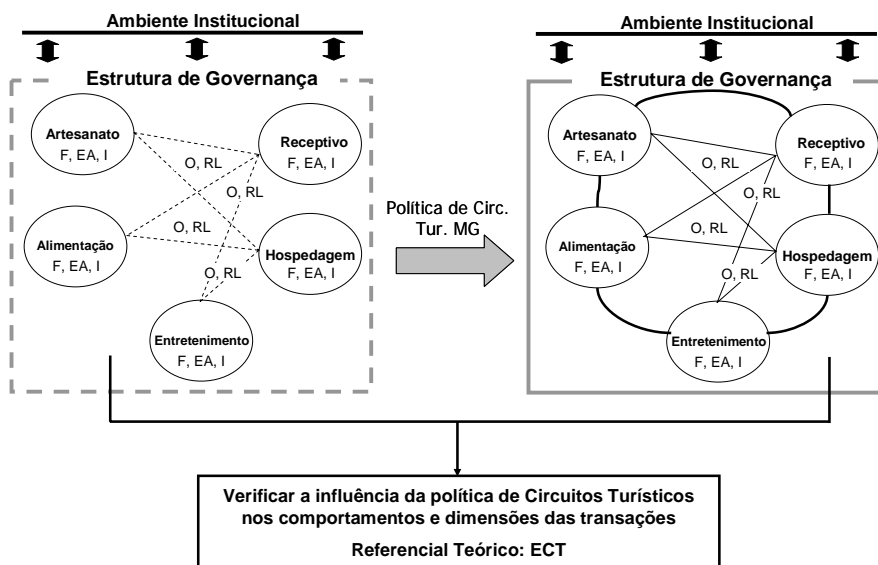 Ambiente Institucional
Estrutura de Governança
Artesanato
F, EA, I
Receptivo
F, EA, I
O, RL
O, RL
Alimentação
F, EA, I
O, RL
Hospedagem
F, EA, I
O, RL
Entretenimento
F, EA, I
Política de Circ.
Tur. MG
Ambiente Institucional
Estrutura de Governança
Artesanato
F, EA, I
Receptivo
F, EA, I
O, RL
O, RL
Alimentação
F, EA, I
O, RL
Hospedagem
F, EA, I
O, RL
Entretenimento
F, EA, I
Verificar a influência da política de Circuitos Turísticos
nos comportamentos e dimensões das transações
Referencial Teórico: ECT